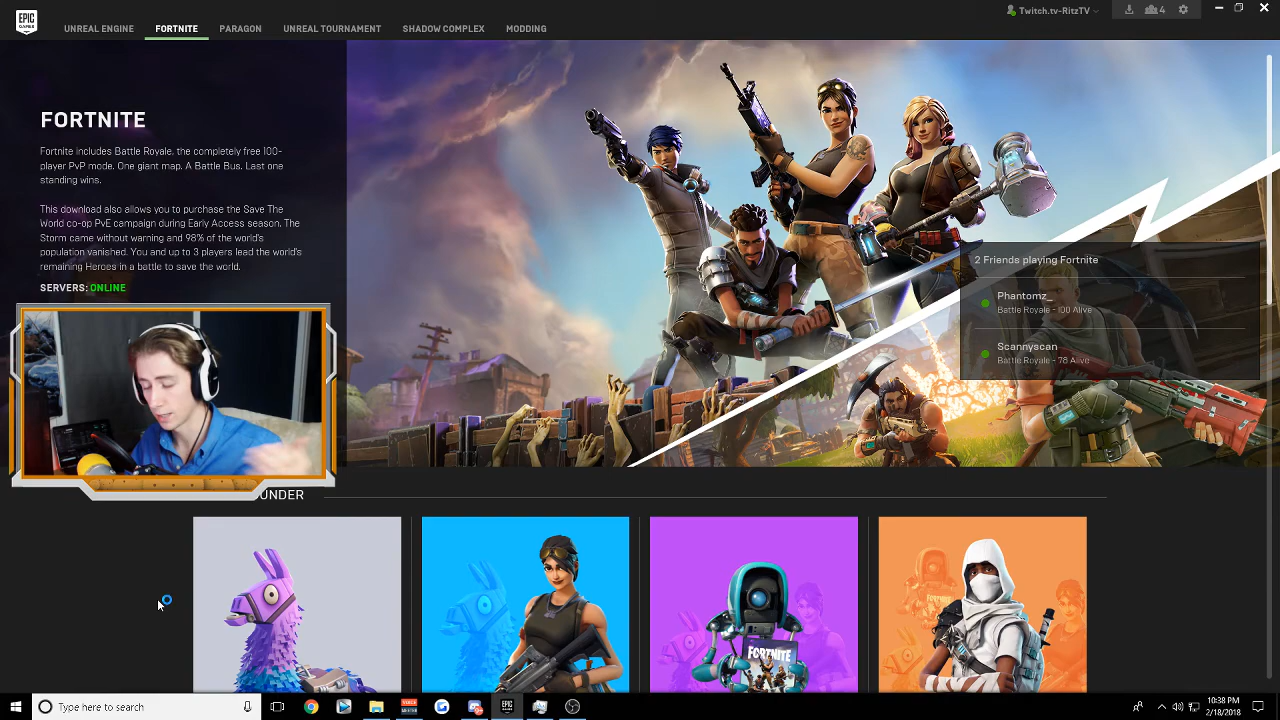 EPIC
GAMES
UNREAL ENGINE
FORTNITE
PARAGON
UNREAL TOURNAMENT
SHADOW COMPLEX
MODDING
Twitch.tv-RitzTV
4
FORTNITE
Fortnite includes Battle Royale, the completely free 100-
player PvP mode. One giant map. A Battle Bus. Last one
standing wins.
This download also allows you to purchase the Save The
World co-op PvE campaign during Early Access season. The
Storm came without warning and 98% of the world's
population vanished. You and up to 3 players lead the world's
remaining Heroes in a battle to save the world.
SERVERS: ONLINE
2 Friends playing Fortnite
Phantomz_
Battle Royale - 100 Alive
Scannyscan
Battle Royale - 78 Alive
UNDER
FORTNITE
Type here to search
10:38 PM
2/18/2018